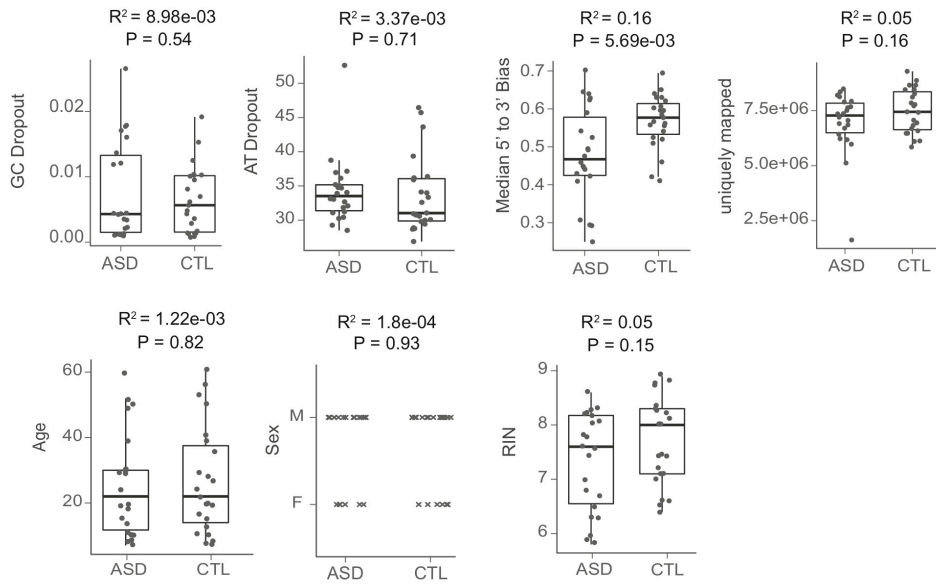 R² = 8.98e-03
P = 0.54
GC Dropout
0.02
0.01
0.00
ASD CTL
R² = 3.37e-03
P = 0.71
AT Dropout
50
45
40
35
30
ASD CTL
R² = 0.16
P = 5.69e-03
Median 5' to 3' Bias
0.7
0.6
0.5
0.4
0.3
ASD CTL
R² = 0.05
P = 0.16
uniquely mapped
7.5e+06
5.0e+06
2.5e+06
ASD CTL
R² = 1.22e-03
P = 0.82
Age
60
40
20
ASD CTL
R² = 1.8e-04
P = 0.93
Sex
M
F
ASD CTL
R² = 0.05
P = 0.15
RIN
9
8
7
6
ASD CTL